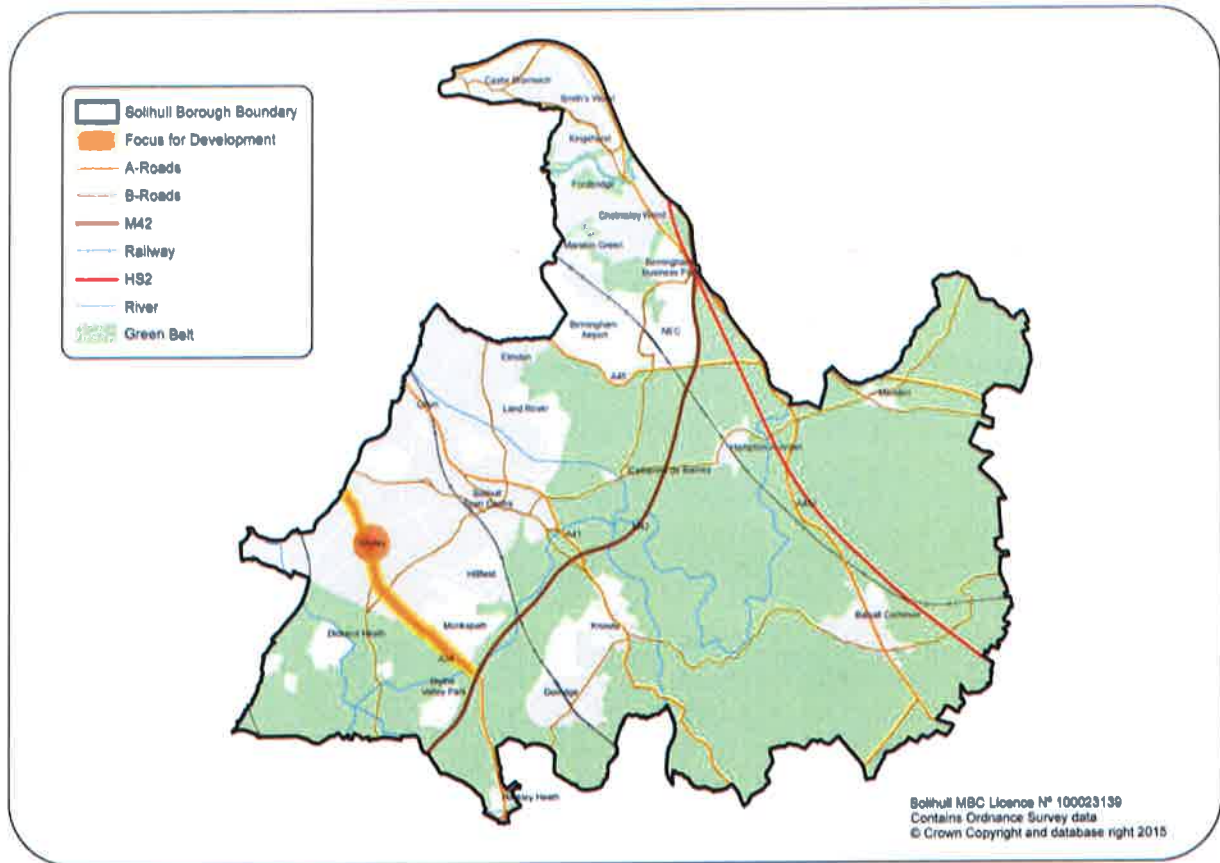 Solihull Borough Boundary
Focus for Development
A-Roads
B-Roads
M42
Railway
HS2
River
Green Belt
Castle Bromwich
Smith's Wood
Kingshurst
Fordbridge
Chelmsley Wood
Marston Green
Birmingham
Business Park
Birmingham
Airport
NEC
Elmdon
A45
Meriden
Olton
Land Rover
Hampton in Arden
Catherine de Barnes
Solihull
Town Centre
A452
M42
A41
Shirley
Hillfield
Monkspath
Knowle
Balsall Common
Dickens Heath
A34
Blythe
Valley Park
Dorridge
Hockley Heath
Solihull MBC Licence Nº 100023139
Contains Ordnance Survey data
© Crown Copyright and database right 2015